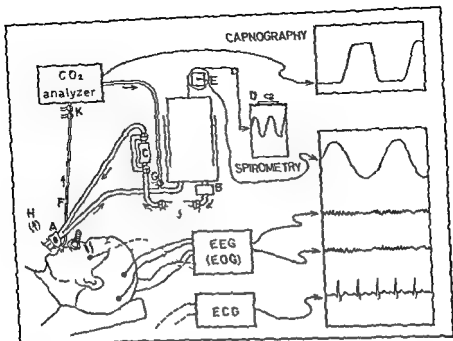 CAPNOGRAPHY
CO₂
analyzer
K
E
D
C
G
SPIROMETRY
B
F
H
A
EEG
(EOG)
ECG